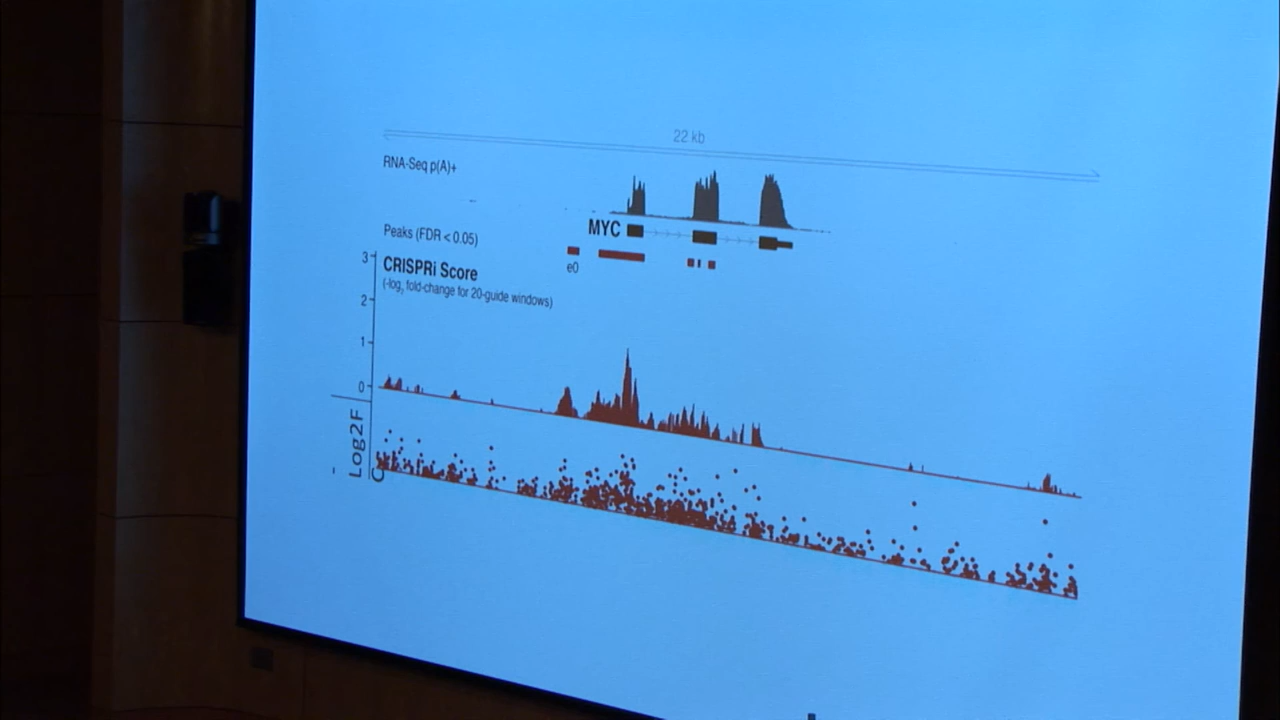 22 kb
RNA-Seq p(A)+
MYC
Peaks (FDR < 0.05)
e0
CRISPRi Score
(-log, fold-change for 20-guide windows)
3
2
1
0
Log2F
C